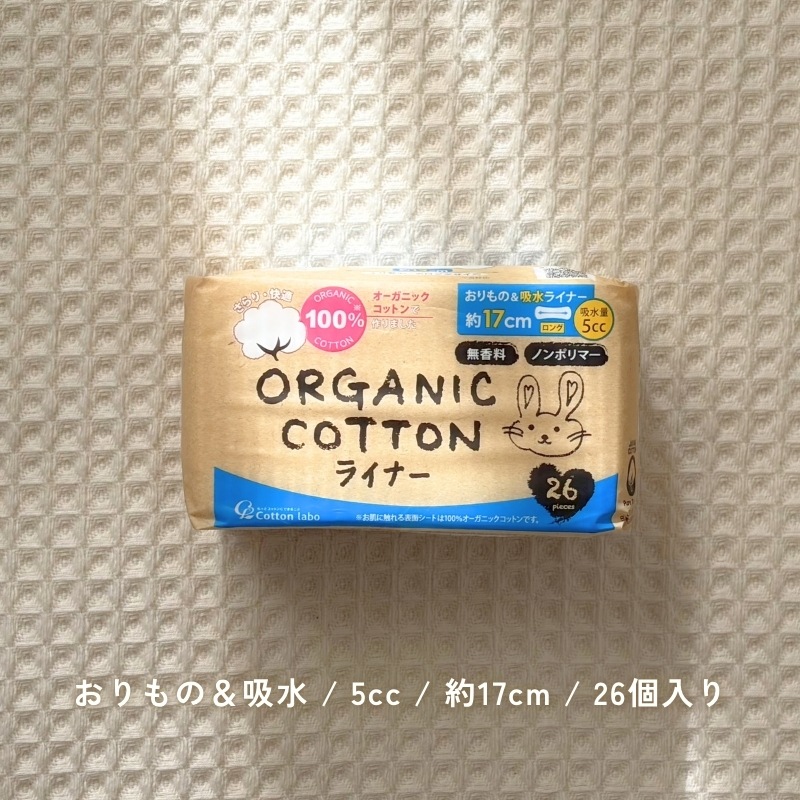 さらり・快適
ORGANIC※
100%
COTTON
オーガニック
コットンで
作りました
おりもの&吸水ライナー
約17cm
ロング
吸水量
5cc
無香料
ノンポリマー
ORGANIC
COTTON
ライナー
26
pieces
Cotton labo
※お肌に触れる表面シートは100%オーガニックコットンです。
おりもの&吸水 / 5cc / 約17cm / 26個入り